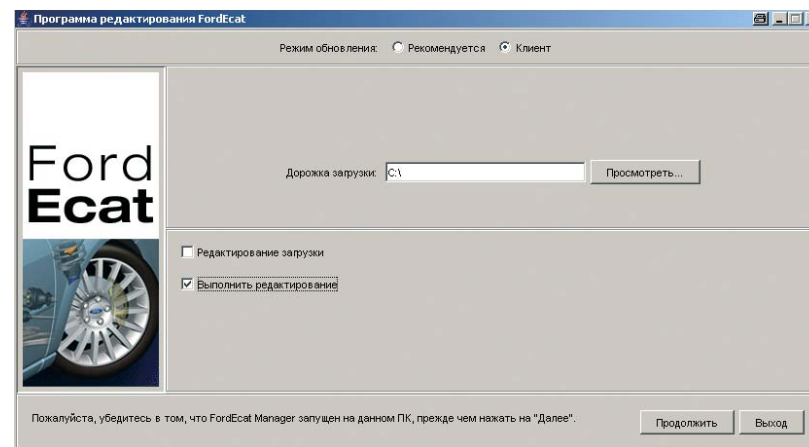 Программа редактирования FordEcat
Режим обновления: Рекомендуется Клиент
Ford
Ecat
Дорожка загрузки: C:\ Просмотреть...
Редактирование загрузки
Выполнить редактирование
Пожалуйста, убедитесь в том, что FordEcat Manager запущен на данном ПК, прежде чем нажать на "Далее". Продолжить Выход